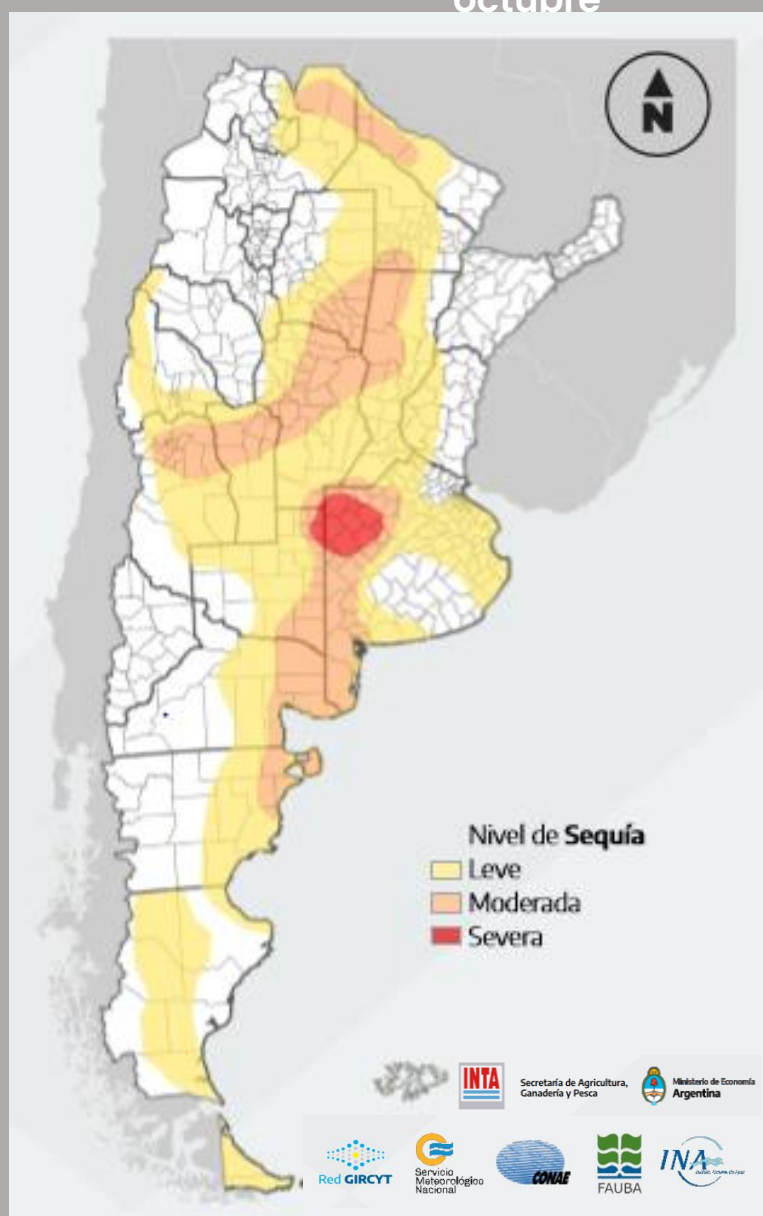 octubre
N
Nivel de Sequía
Leve
Moderada
Severa
INTA
Secretaría de Agricultura,
Ganadería y Pesca
Ministerio de Economía
Argentina
Red GIRCYT
Servicio
Meteorológico
Nacional
CONAE
FAUBA
INA